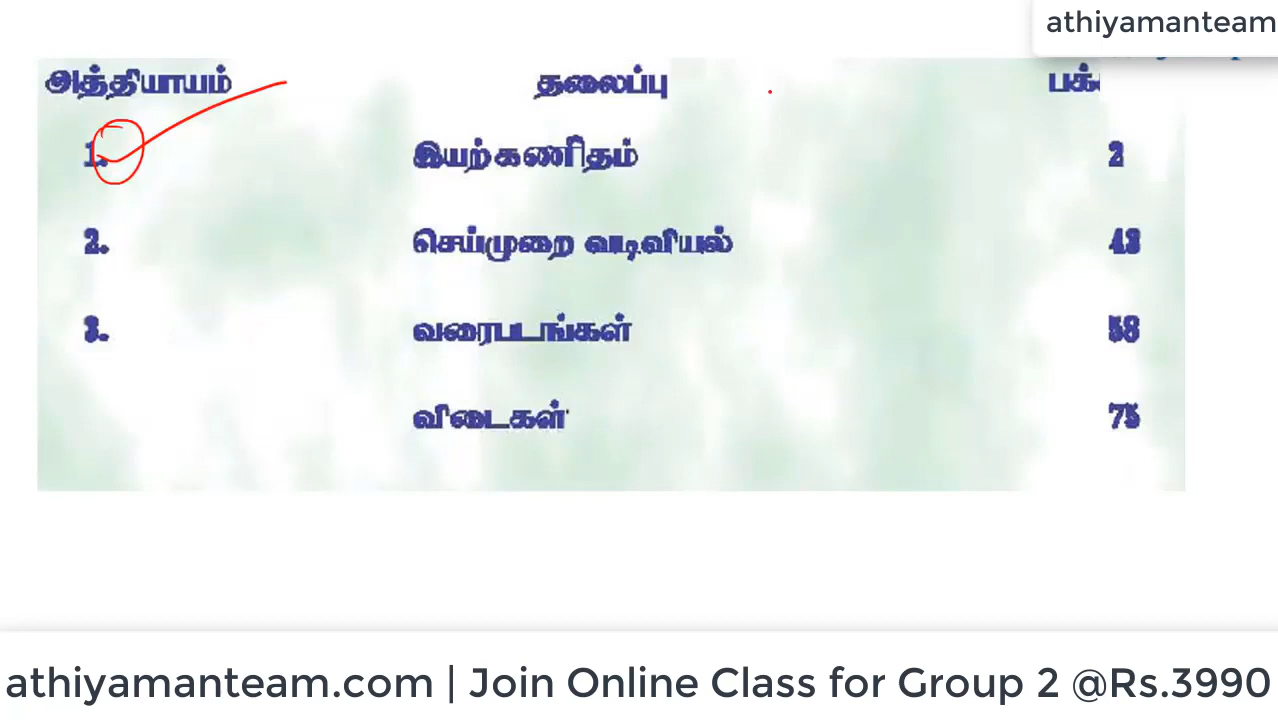 athiyamanteam
அத்தியாயம் தலைப்பு
1. இயற்கணிதம் 2
2. செய்முறை வடிவியல் 43
3. வரைபடங்கள் 58
விடைகள் 75
athiyamanteam.com | Join Online Class for Group 2 @Rs.3990